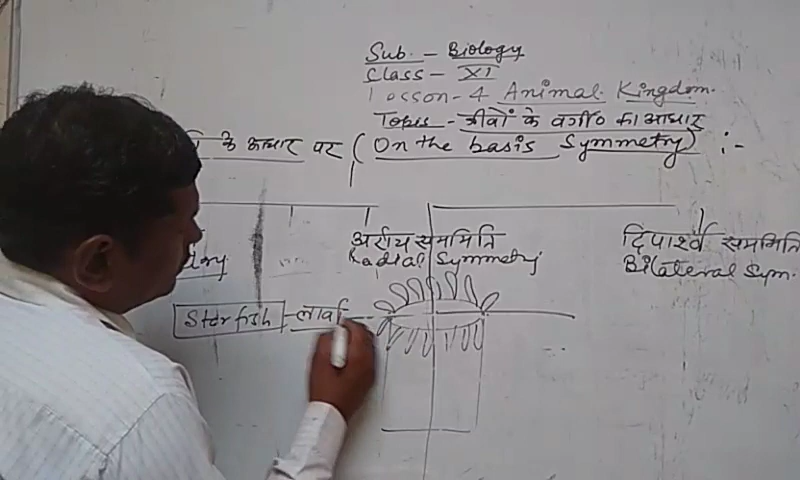 Sub. - Biology
Class - XI
Lesson - 4 Animal Kingdom.
Topic - जीवों के वर्गी० का आधार
के आधार पर ( On the basis Symmetry) :-
अरीय सममिति
Radial Symmetry
द्विपार्श्व सममिति
Bilateral Sym.
Starfish - लार्वा